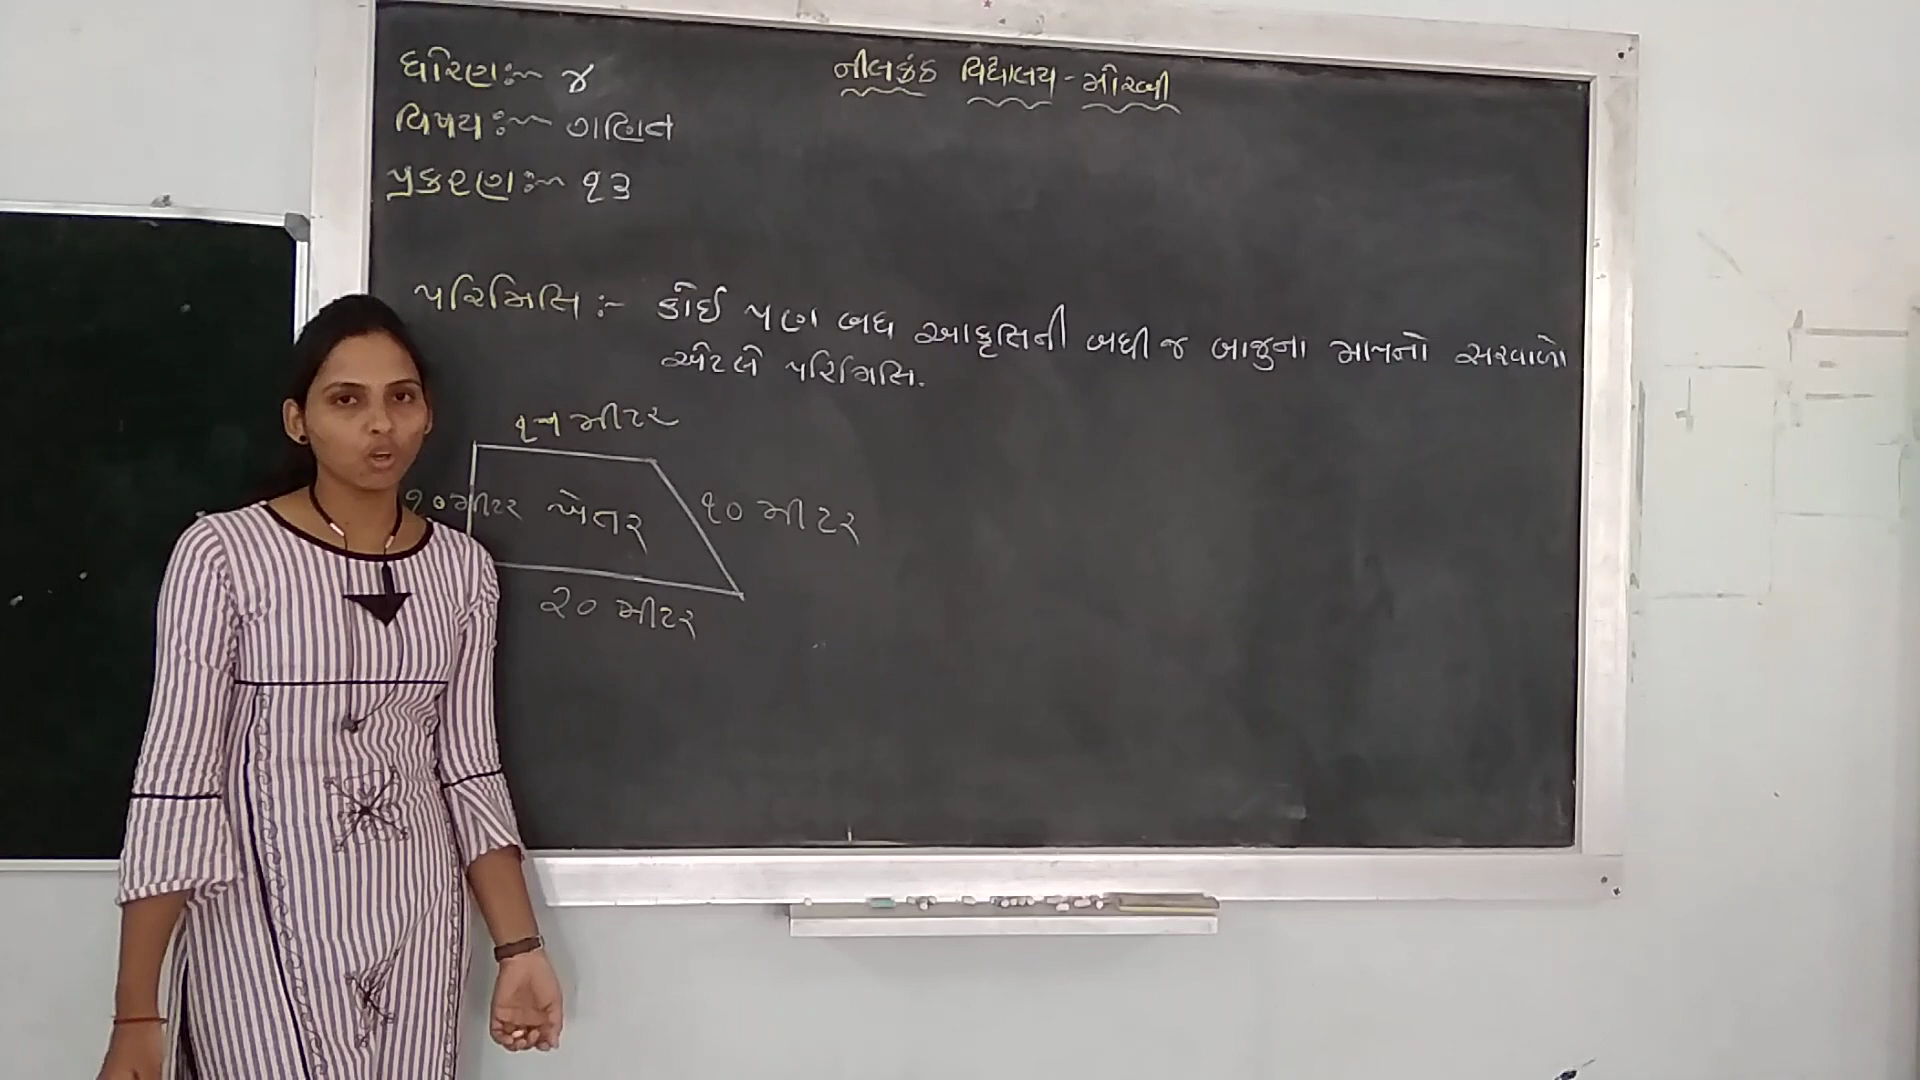 ધોરણ :- ૪
નીલકંઠ વિદ્યાલય - મોરબી
વિષય :- ગણિત
પ્રકરણ :- ૧૩
પરિમિતિ :- કોઈ પણ બંધ આકૃતિની બધી જ બાજુના માપનો સરવાળો
એટલે પરિમિતિ.
૧૫ મીટર
૧૦ મીટર ખેતર ૧૦ મીટર
૨૦ મીટર